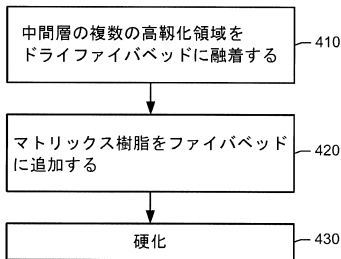 中間層の複数の高靱化領域を
ドライファイバベッドに融着する
410
マトリックス樹脂をファイバベッド
に追加する
420
硬化
430